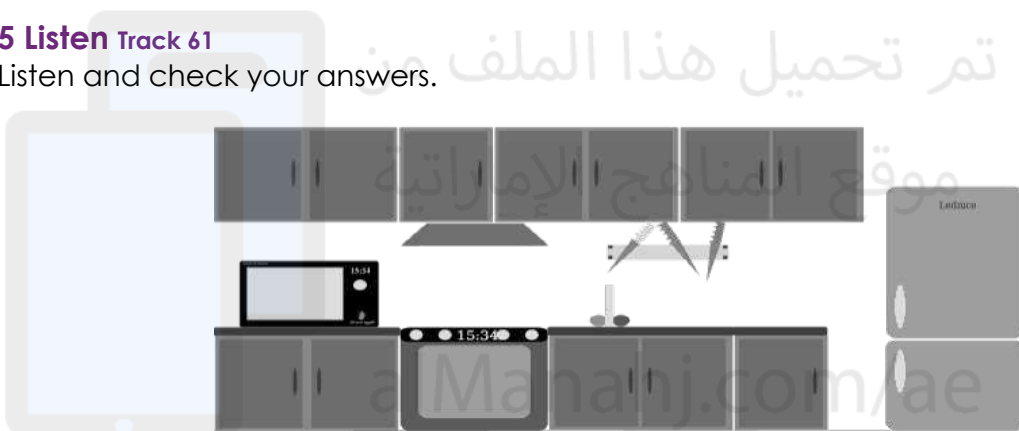 5 Listen Track 61
Listen and check your answers.
تم تحميل هذا الملف من
موقع المناهج الإماراتية
Lednice
15:34
15:34
alManahj.com/ae